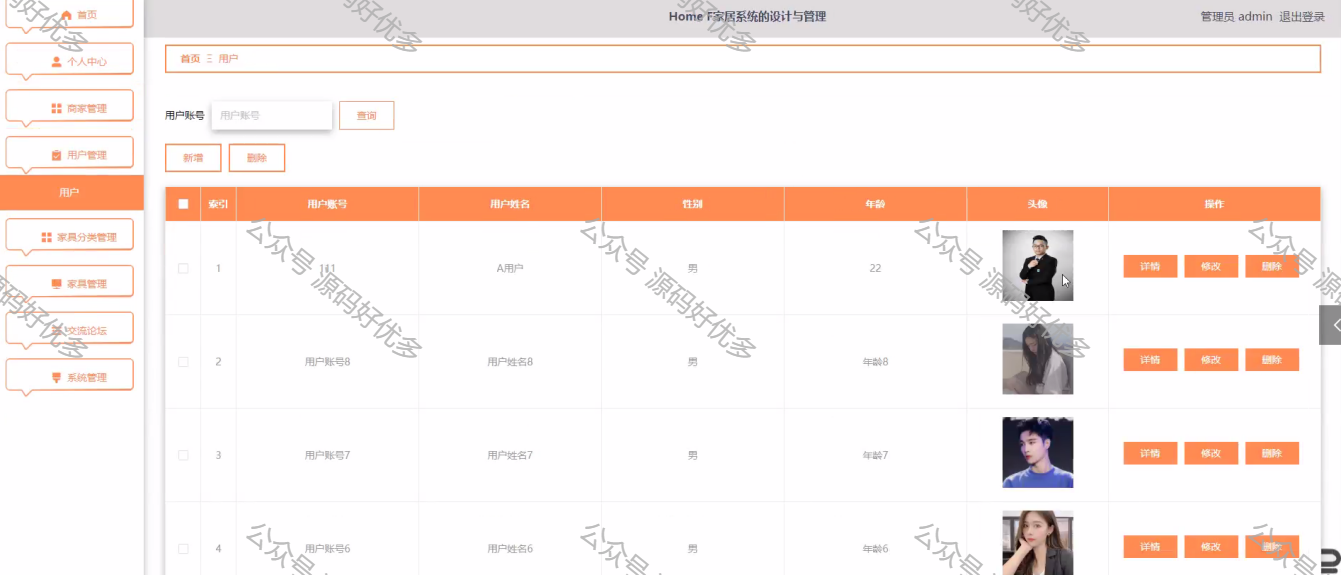 首页
Home F家居系统的设计与管理
管理员 admin 退出登录
个人中心
首页 Ξ 用户
商家管理
用户账号 用户账号 查询
用户管理
新增 删除
用户
索引 用户账号 用户姓名 性别 年龄 头像 操作
家具分类管理
1 111 A用户 男 22 详情 修改 删除
家具管理
交流论坛
2 用户账号8 用户姓名8 男 年龄8 详情 修改 删除
系统管理
3 用户账号7 用户姓名7 男 年龄7 详情 修改 删除
4 用户账号6 用户姓名6 男 年龄6 详情 修改 删除
公众号 源码好优多
公众号 源码好优多
公众号 源码好优多